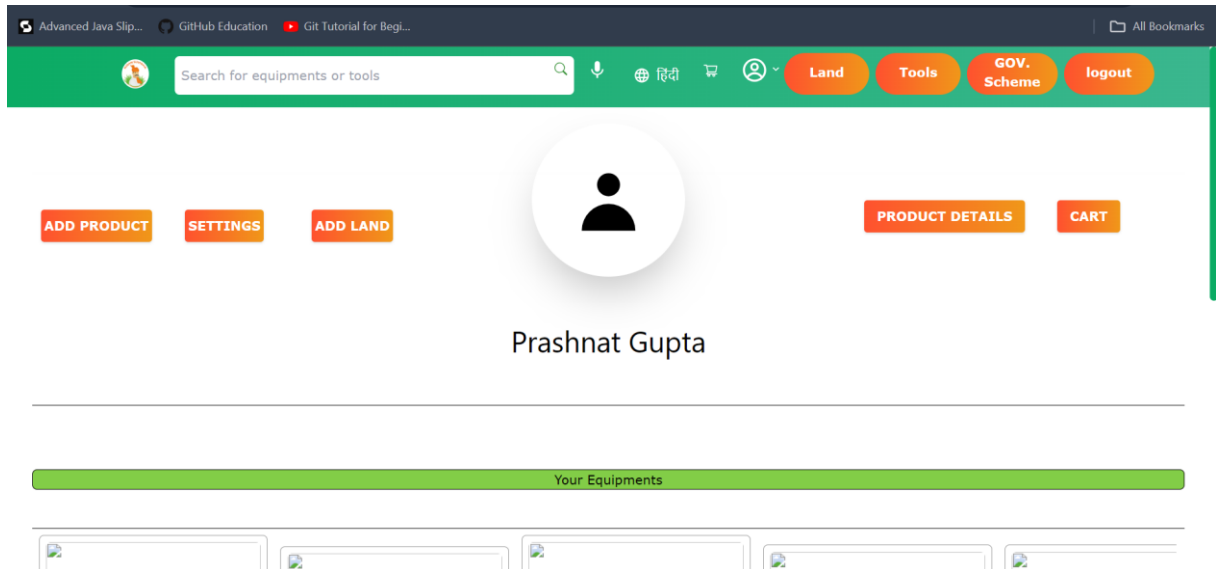 Advanced Java Slip... GitHub Education Git Tutorial for Begi... All Bookmarks
Search for equipments or tools हिंदी Land Tools GOV. Scheme logout
ADD PRODUCT SETTINGS ADD LAND PRODUCT DETAILS CART
Prashnat Gupta
Your Equipments